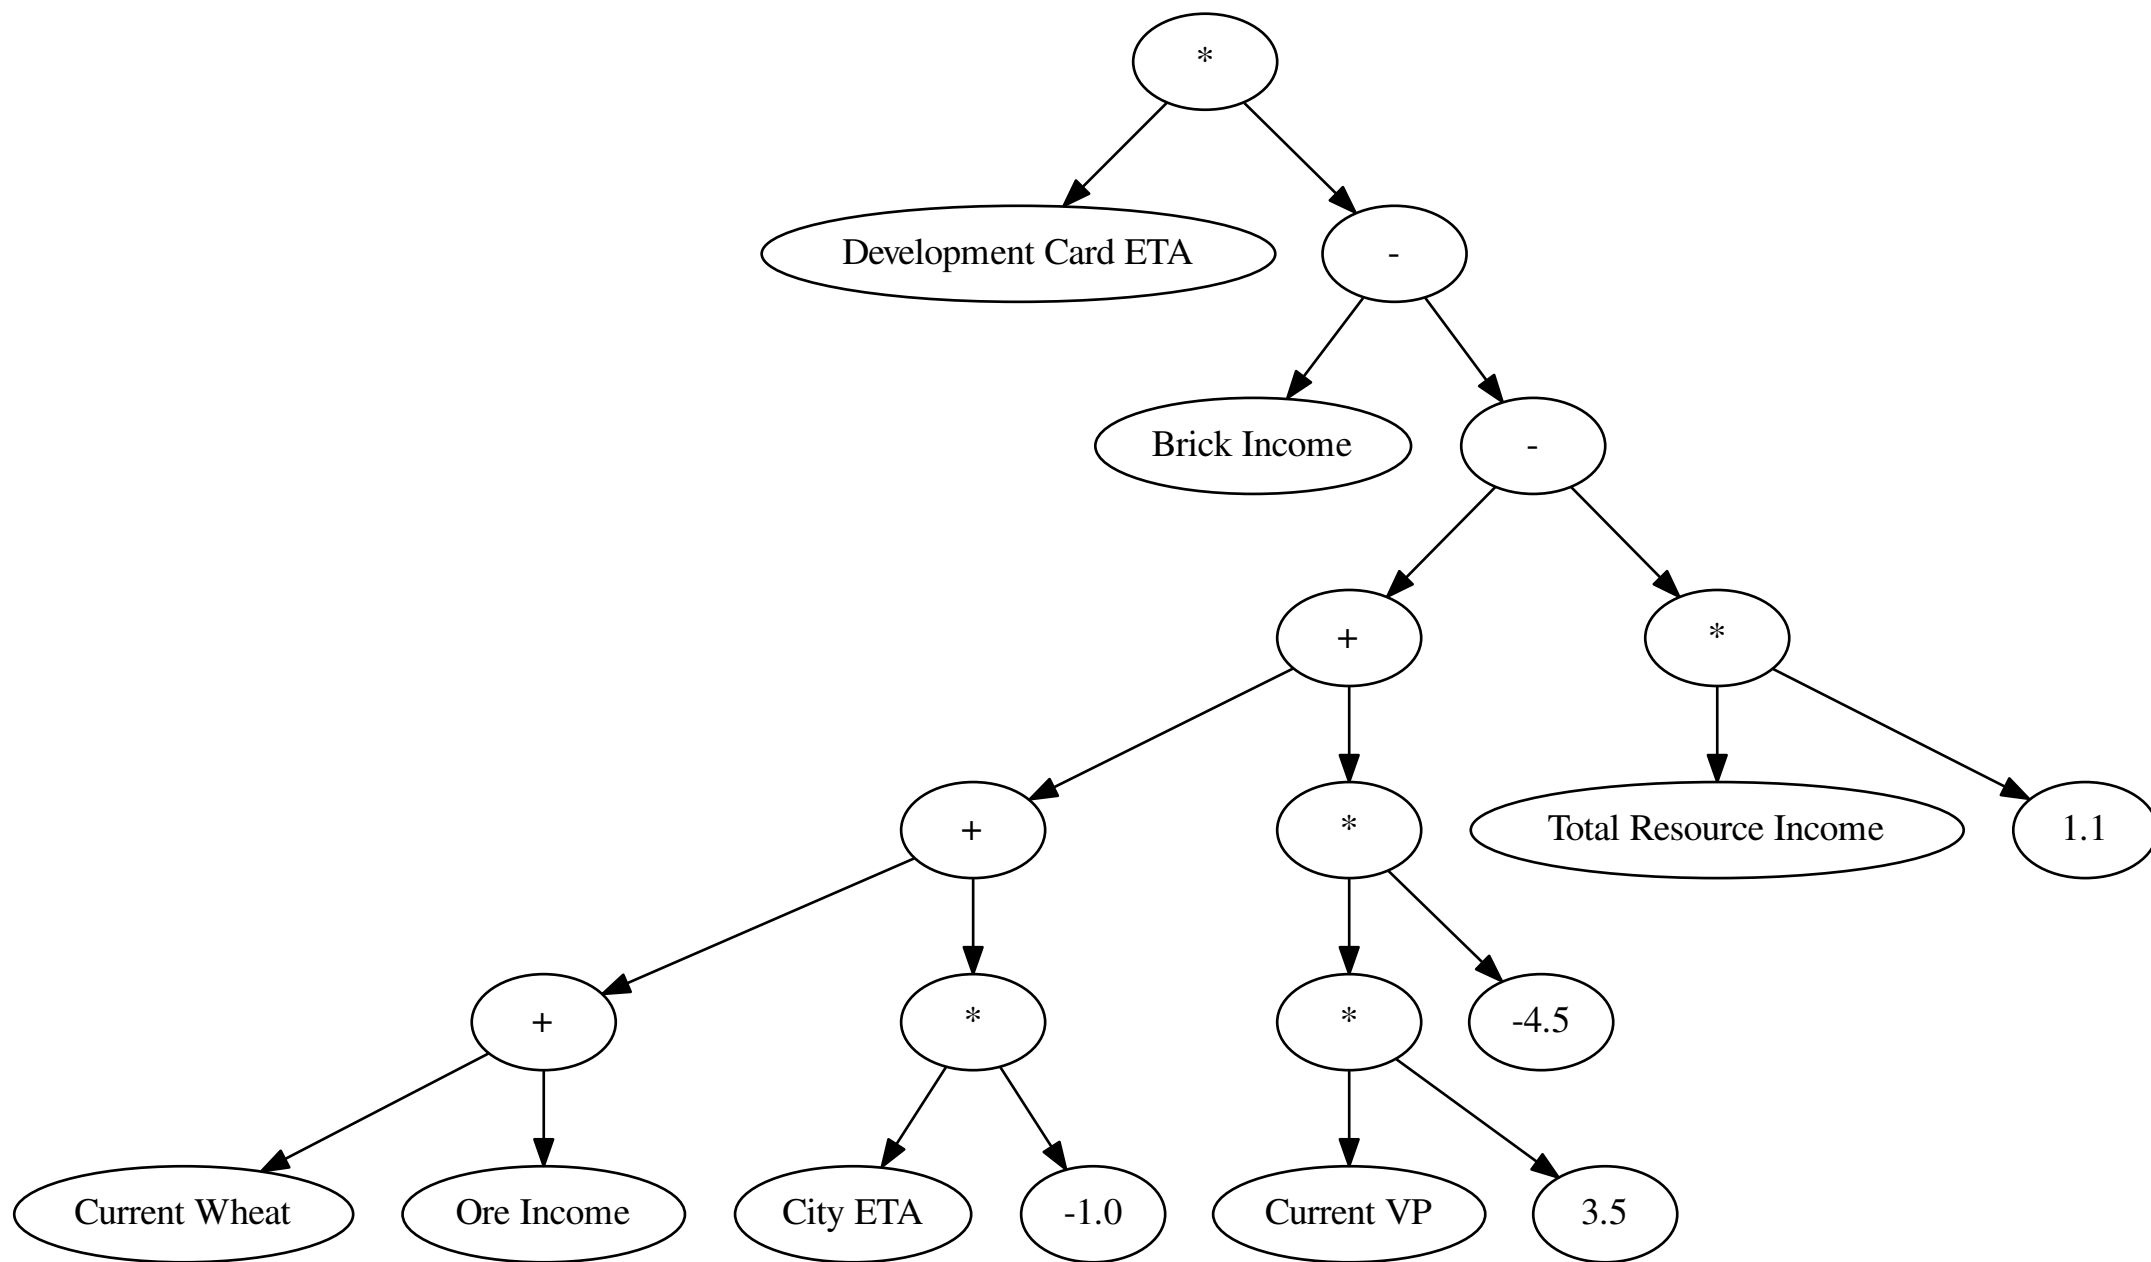 *
Development Card ETA
-
Brick Income
-
+
*
+
*
Total Resource Income
1.1
+
*
*
-4.5
Current Wheat
Ore Income
City ETA
-1.0
Current VP
3.5